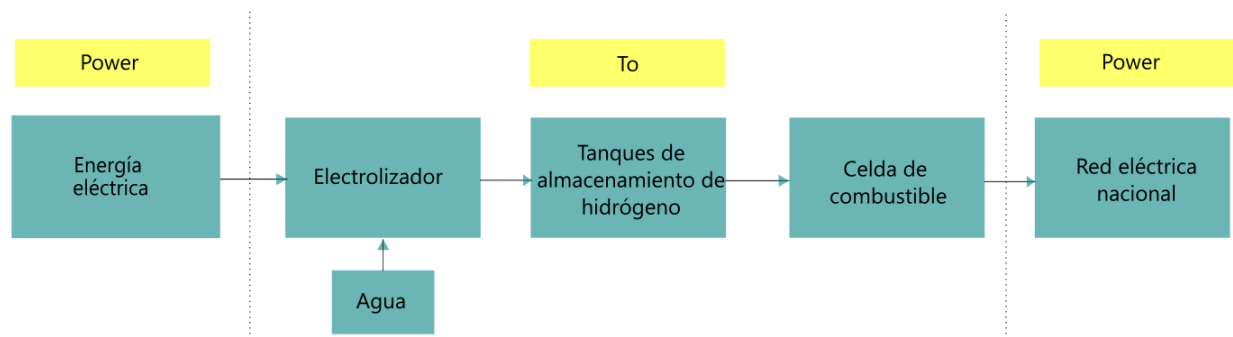 Power
To
Power
Energía
eléctrica
Electrolizador
Tanques de
almacenamiento de
hidrógeno
Celda de
combustible
Red eléctrica
nacional
Agua